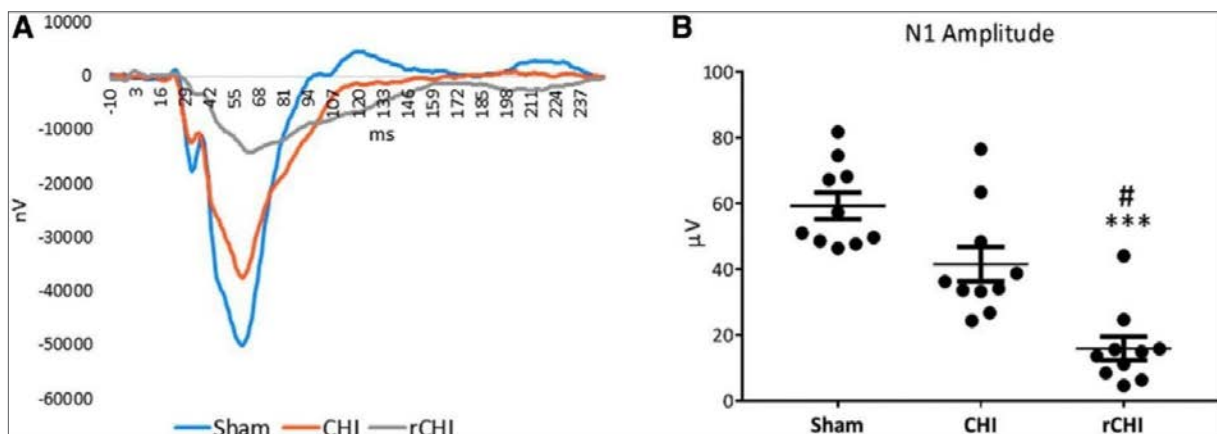 A
10000
0
-10000
-20000
-30000
-40000
-50000
-60000
nV
-10 3 16 29 42 55 68 81 94 107 120 133 146 159 172 185 198 211 224 237
ms
Sham CHI rCHI
B
N1 Amplitude
100
80
60
40
20
0
µV
#
***
Sham CHI rCHI